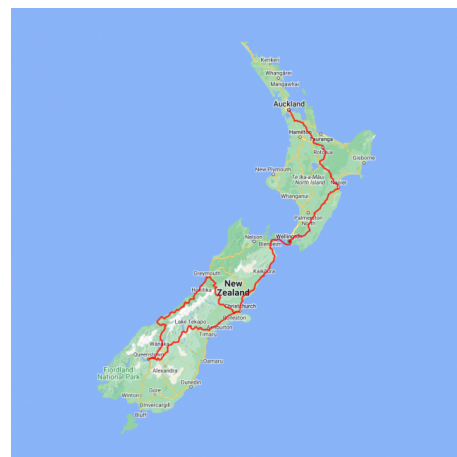 Kerikeri
Whangārei
Mangawhai
Auckland
Hamilton
Tauranga
Rotorua
Gisborne
New Plymouth
Te Ika-a-Māui
/ North Island
Napier
Whanganui
Palmerston
North
Nelson
Wellington
Blenheim
Kaikōura
Greymouth
Hokitika
New
Zealand
Christchurch
Rolleston
Lake Tekapo
Ashburton
Timaru
Wānaka
Queenstown
Oamaru
Fiordland
National Park
Alexandra
Dunedin
Gore
Winton
Invercargill
Bluff